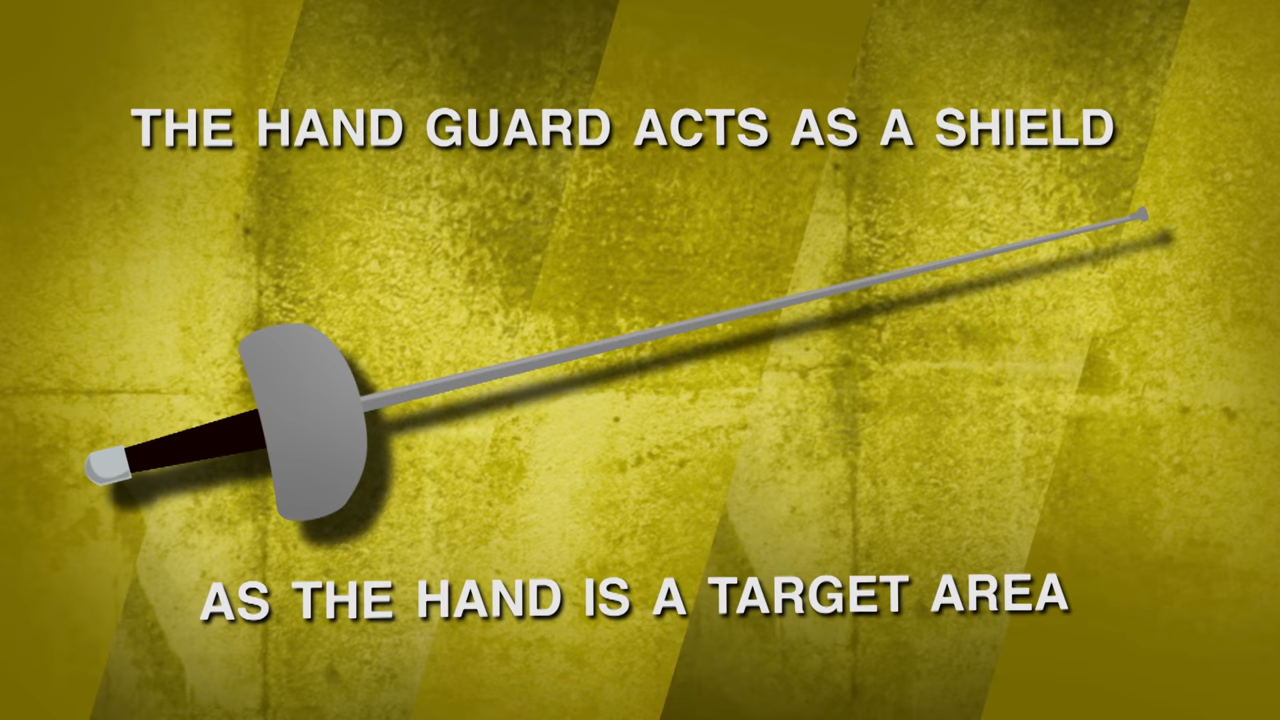 THE HAND GUARD ACTS AS A SHIELD
AS THE HAND IS A TARGET AREA